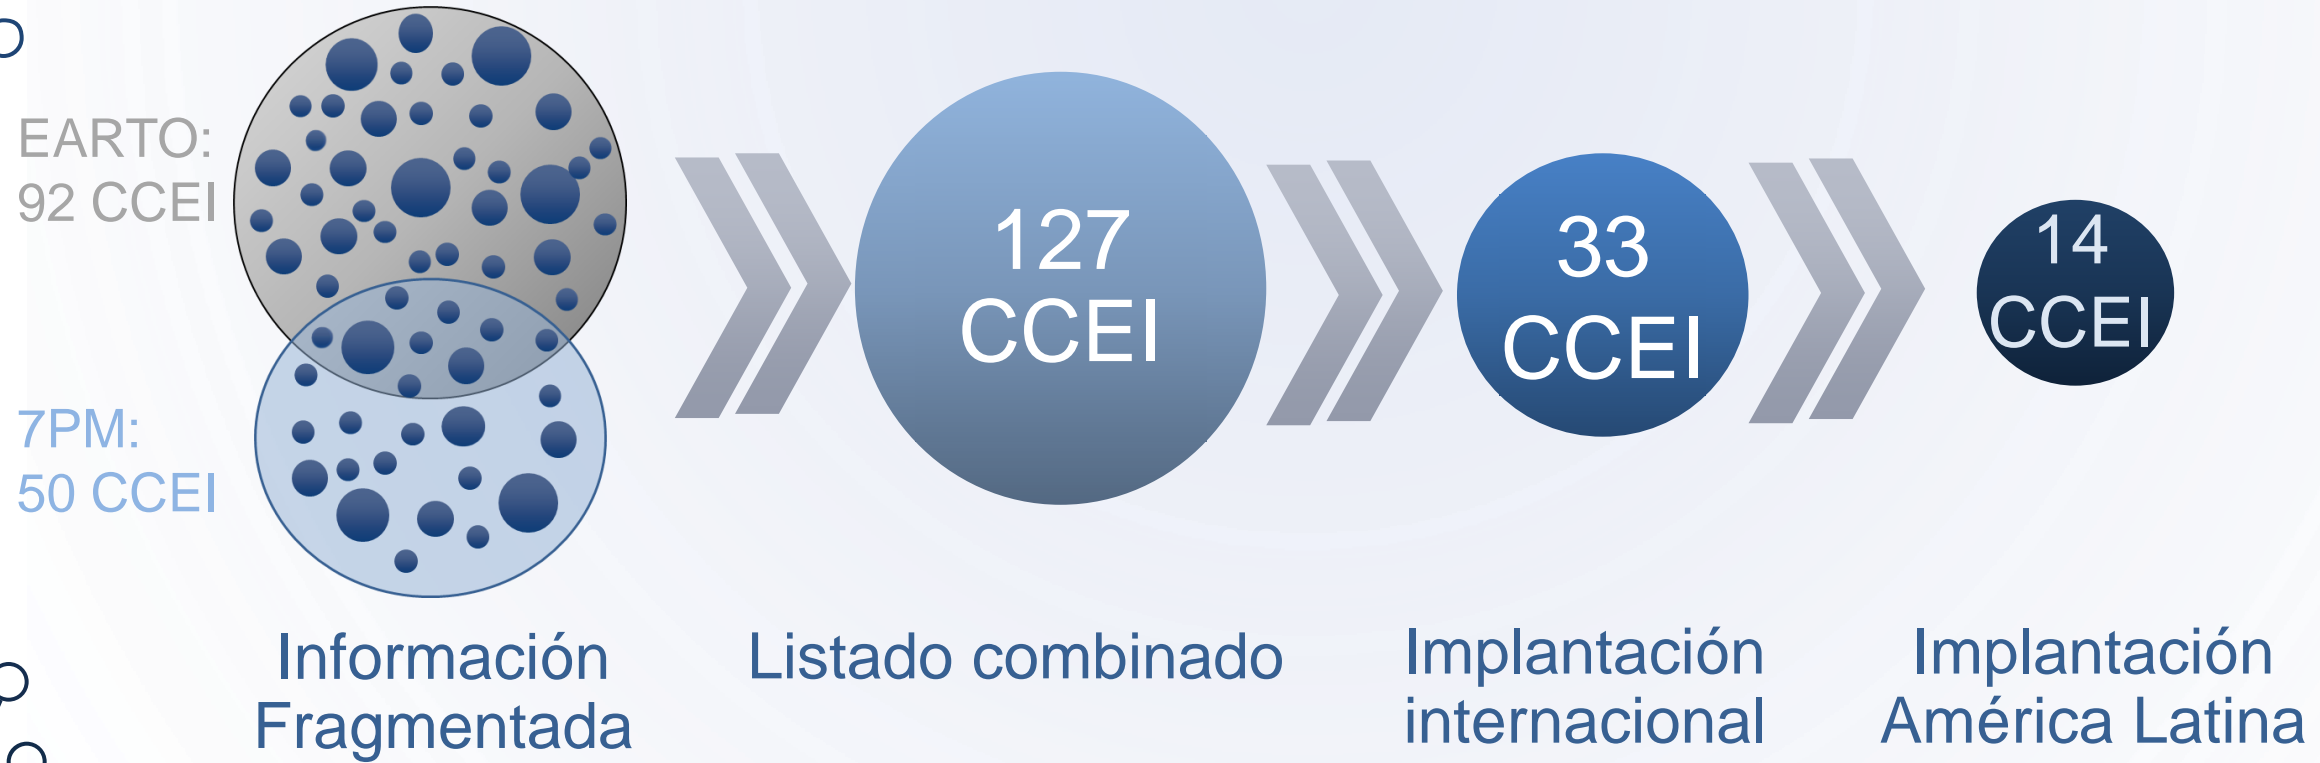 EARTO:
92 CCEI
7PM:
50 CCEI
127
CCEI
33
CCEI
14
CCEI
Información
Fragmentada
Listado combinado
Implantación
internacional
Implantación
América Latina